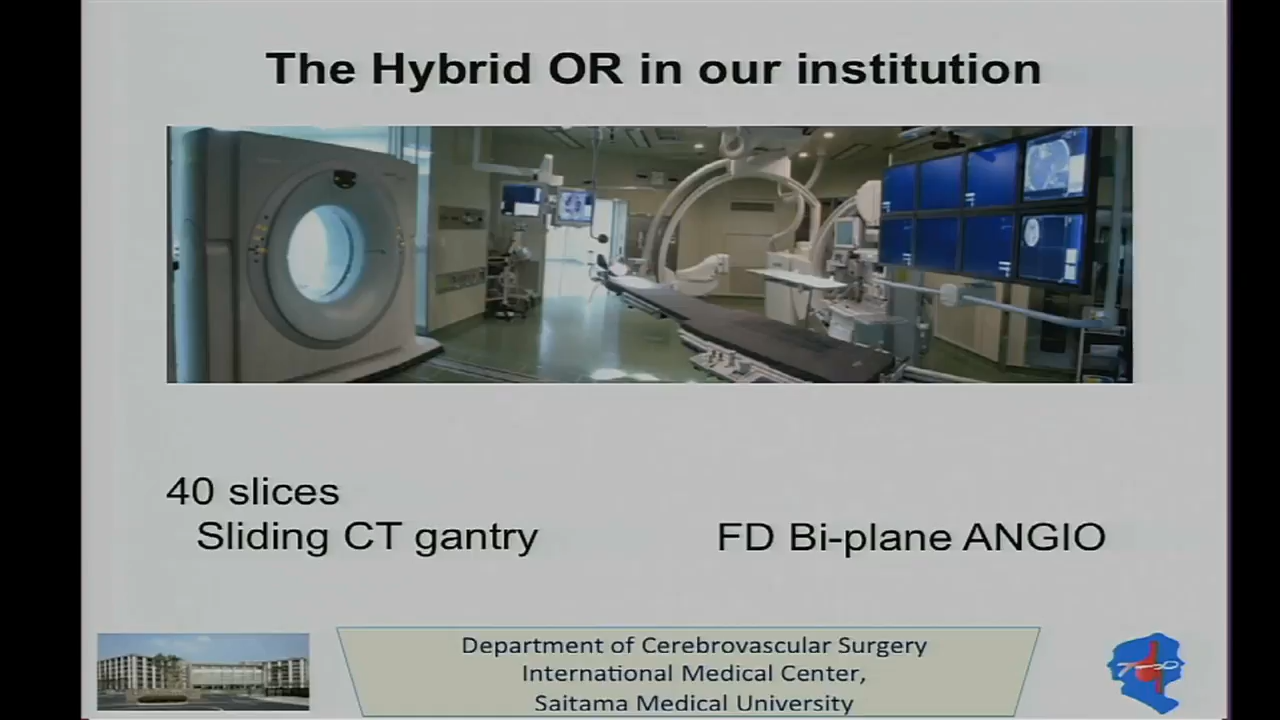 The Hybrid OR in our institution
40 slices
Sliding CT gantry
FD Bi-plane ANGIO
Department of Cerebrovascular Surgery
International Medical Center,
Saitama Medical University